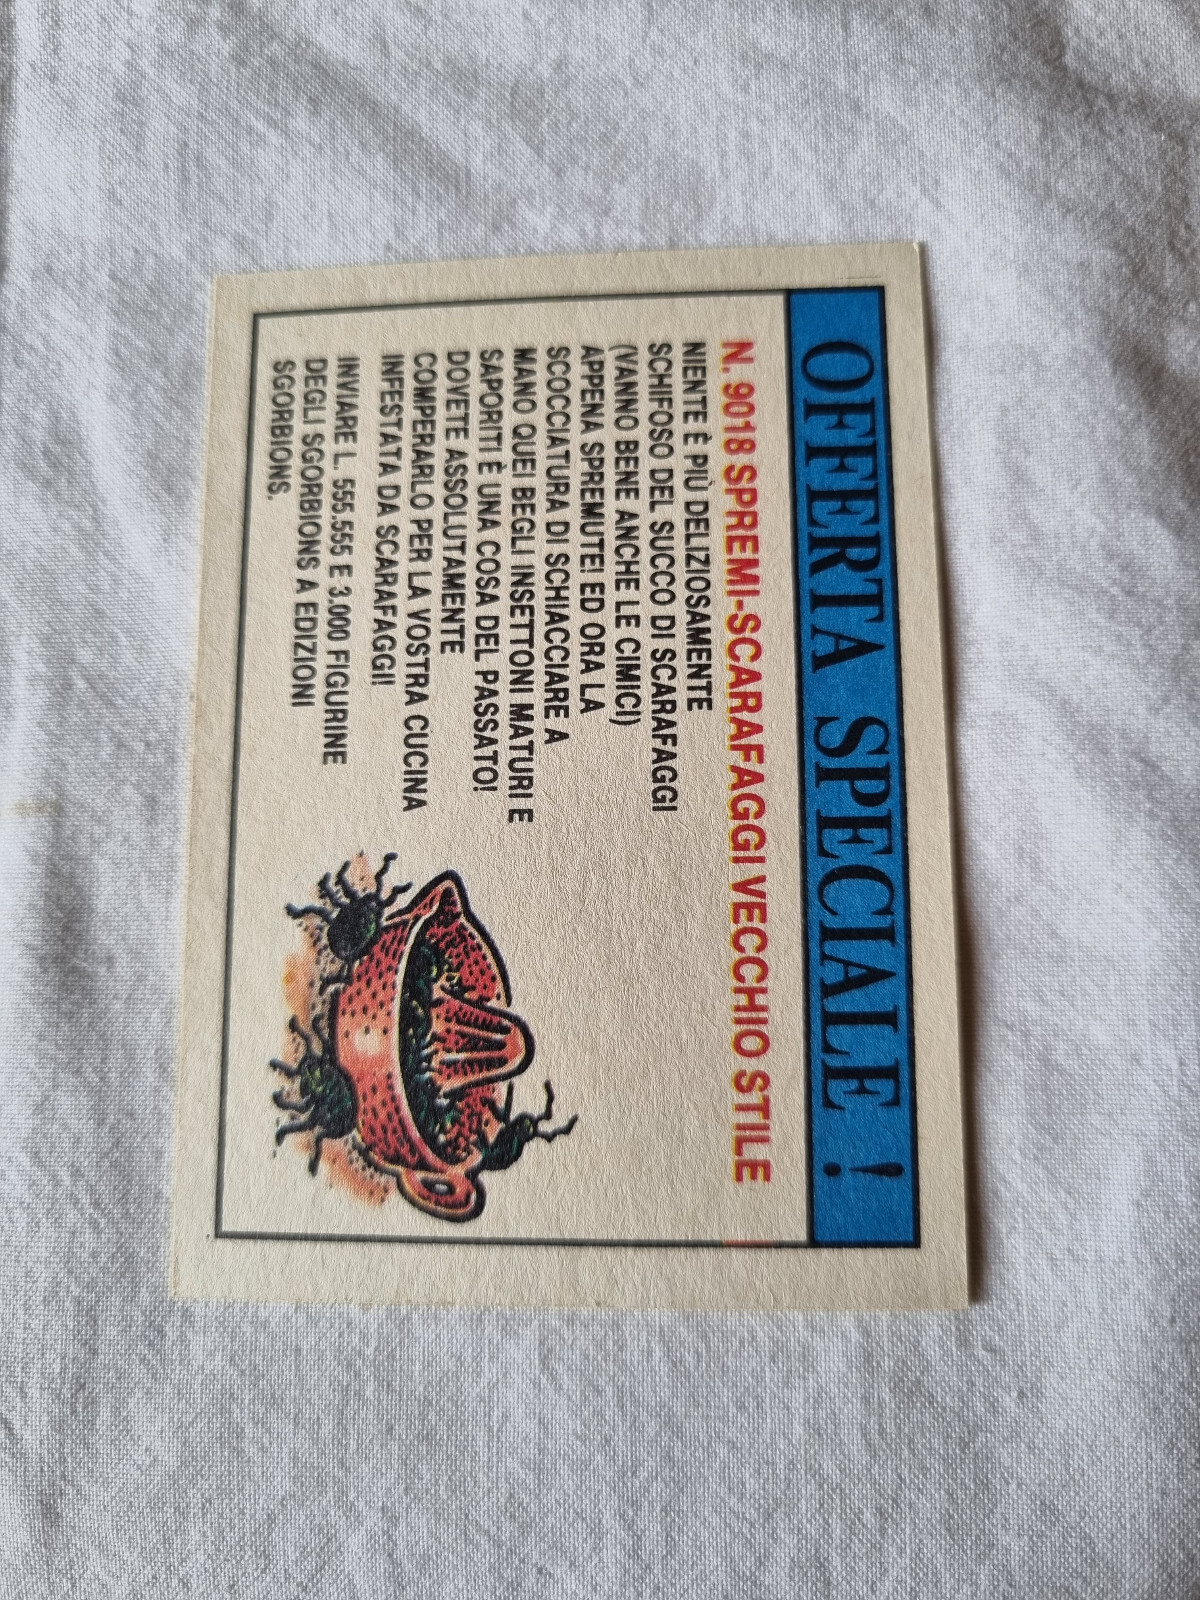 OFFERTA SPECIALE !
N. 9018 SPREMI-SCARAFAGGI VECCHIO STILE
NIENTE È PIÙ DELIZIOSAMENTE
SCHIFOSO DEL SUCCO DI SCARAFAGGI
(VANNO BENE ANCHE LE CIMICI)
APPENA SPREMUTE! ED ORA LA
SCOCCIATURA DI SCHIACCIARE A
MANO QUEI BEGLI INSETTONI MATURI E
SAPORITI È UNA COSA DEL PASSATO!
DOVETE ASSOLUTAMENTE
COMPERARLO PER LA VOSTRA CUCINA
INFESTATA DA SCARAFAGGI!
INVIARE L. 555.555 E 3.000 FIGURINE
DEGLI SGORBIONS A EDIZIONI
SGORBIONS.